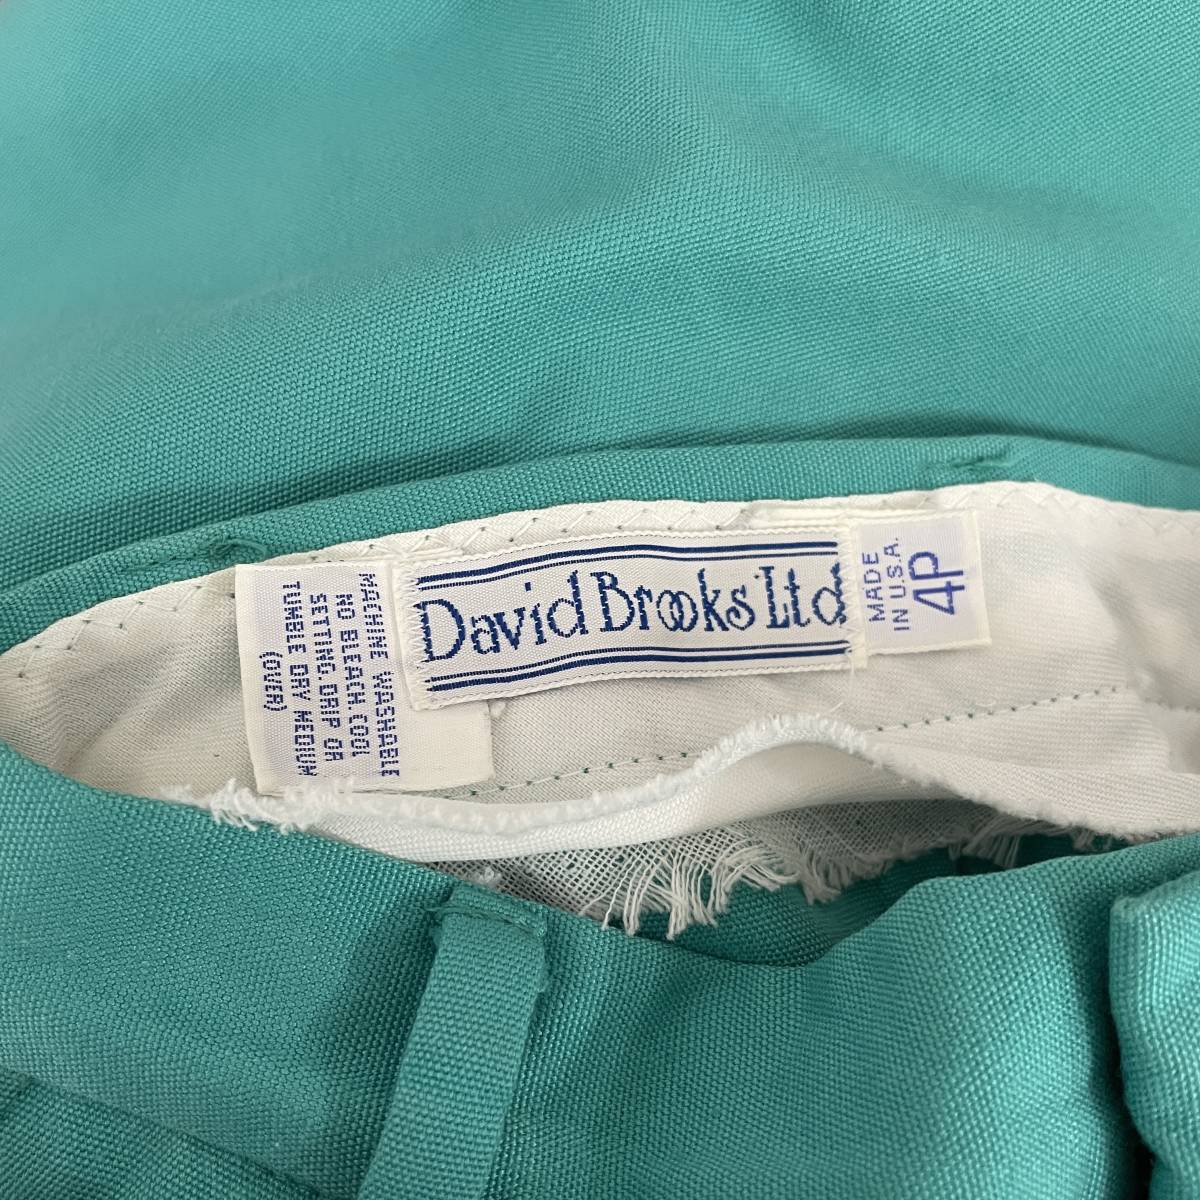 MACHINE WASHABLE
NO BLEACH COOL
SETTING DRIP OR
TUMBLE DRY MEDIUM
(OVER)
David Brooks Ltd
MADE
IN U.S.A.
4P